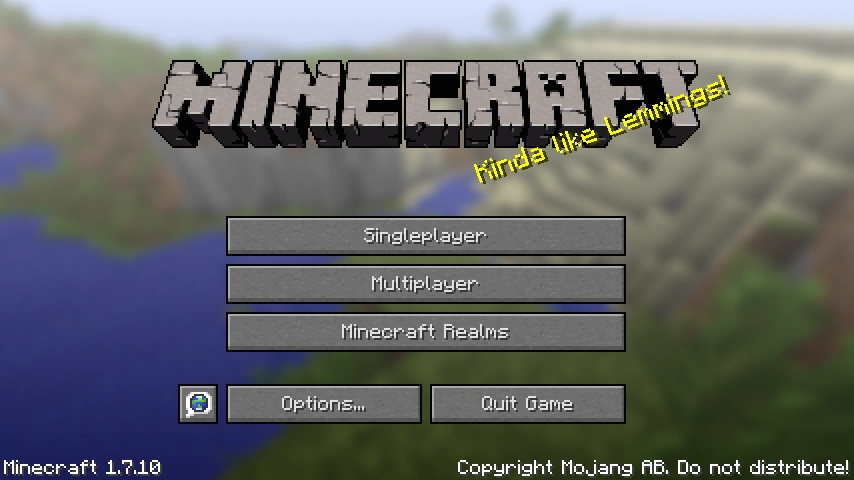 MINECRAFT
Kinda like Lemmings!
Singleplayer
Multiplayer
Minecraft Realms
Options...
Quit Game
Minecraft 1.7.10
Copyright Mojang AB. Do not distribute!